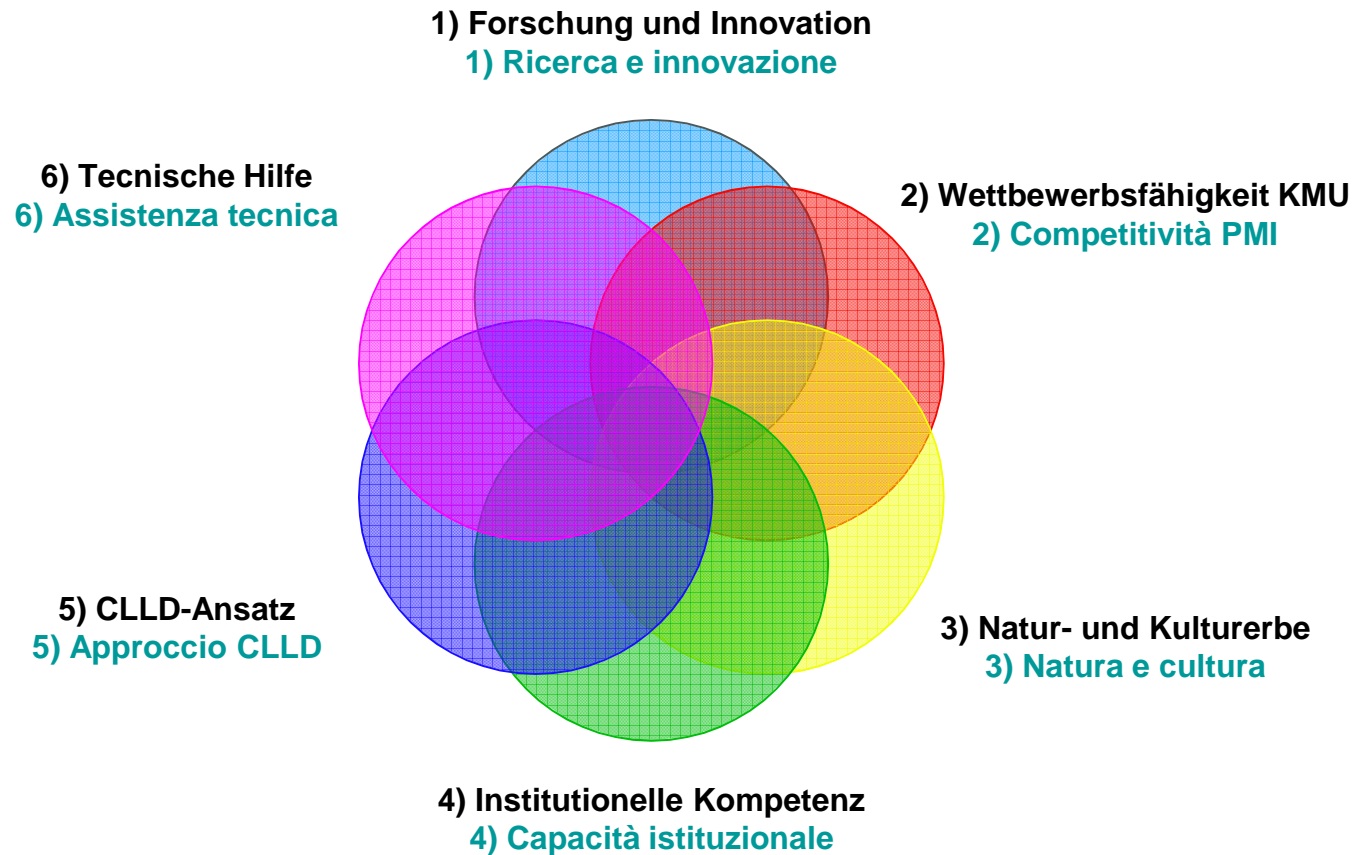 1) Forschung und Innovation
1) Ricerca e innovazione
2) Wettbewerbsfähigkeit KMU
2) Competitività PMI
3) Natur- und Kulturerbe
3) Natura e cultura
4) Institutionelle Kompetenz
4) Capacità istituzionale
5) CLLD-Ansatz
5) Approccio CLLD
6) Tecnische Hilfe
6) Assistenza tecnica